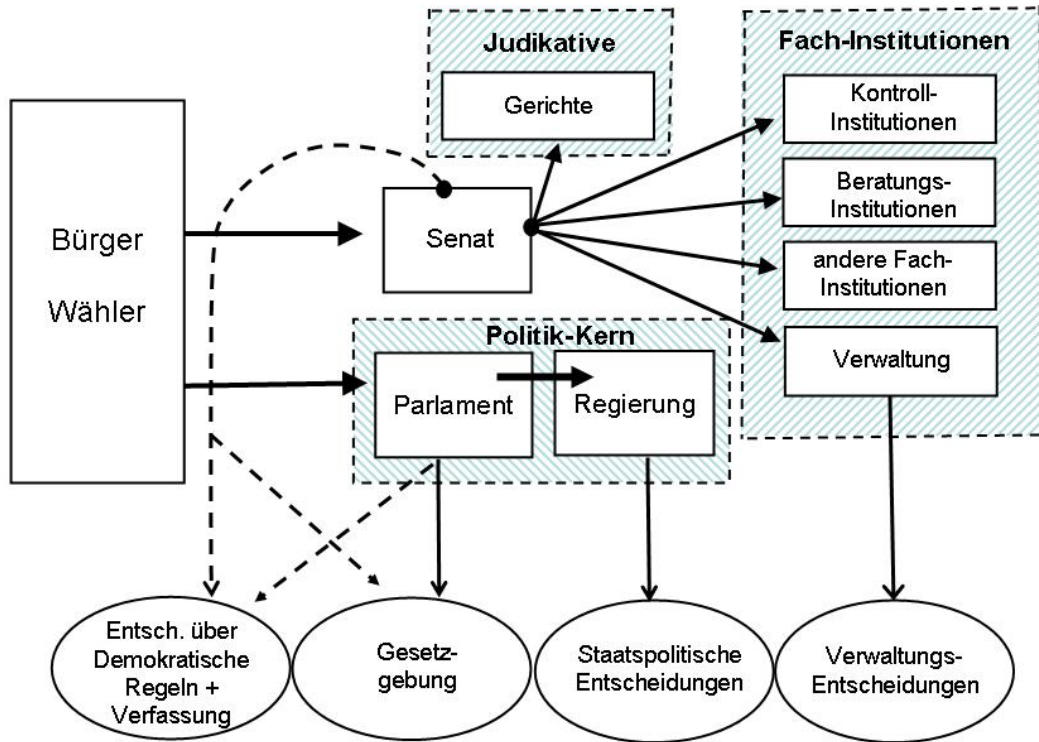 Judikative
Gerichte
Fach-Institutionen
Kontroll-
Institutionen
Beratungs-
Institutionen
andere Fach-
Institutionen
Verwaltung
Bürger
Wähler
Senat
Politik-Kern
Parlament
Regierung
Entsch. über
Demokratische
Regeln +
Verfassung
Gesetz-
gebung
Staatspolitische
Entscheidungen
Verwaltungs-
Entscheidungen